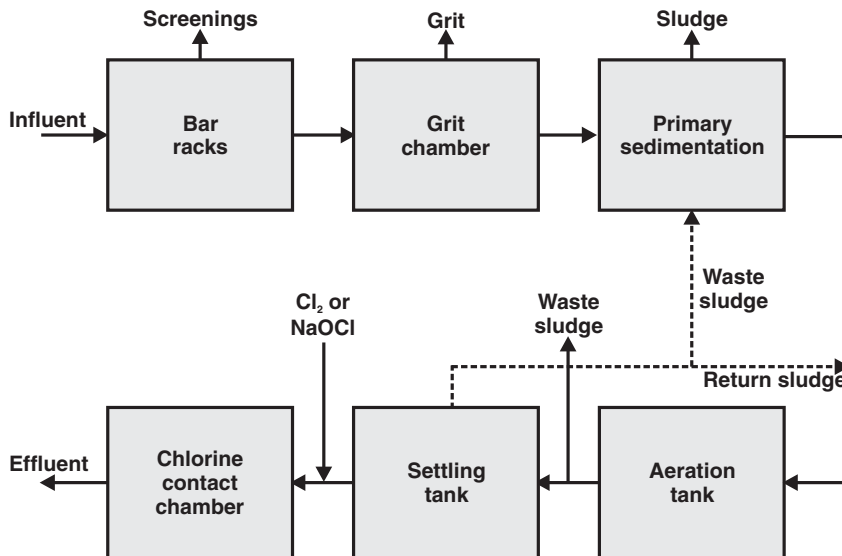 Screenings
Grit
Sludge
Influent
Bar
racks
Grit
chamber
Primary
sedimentation
Waste
sludge
Cl₂ or
NaOCl
Waste
sludge
Return sludge
Effluent
Chlorine
contact
chamber
Settling
tank
Aeration
tank